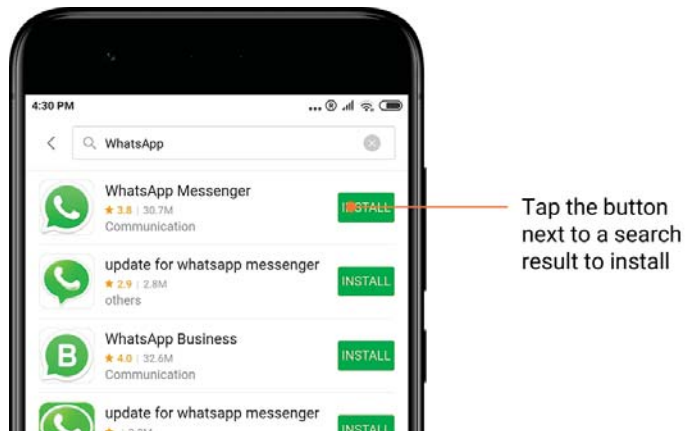 4:30 PM
WhatsApp
WhatsApp Messenger
★ 3.8 | 30.7M
INSTALL
Communication
Tap the button
next to a search
result to install
update for whatsapp messenger
★ 2.9 | 2.8M
INSTALL
others
WhatsApp Business
★ 4.0 | 32.6M
INSTALL
Communication
update for whatsapp messenger
INSTALL